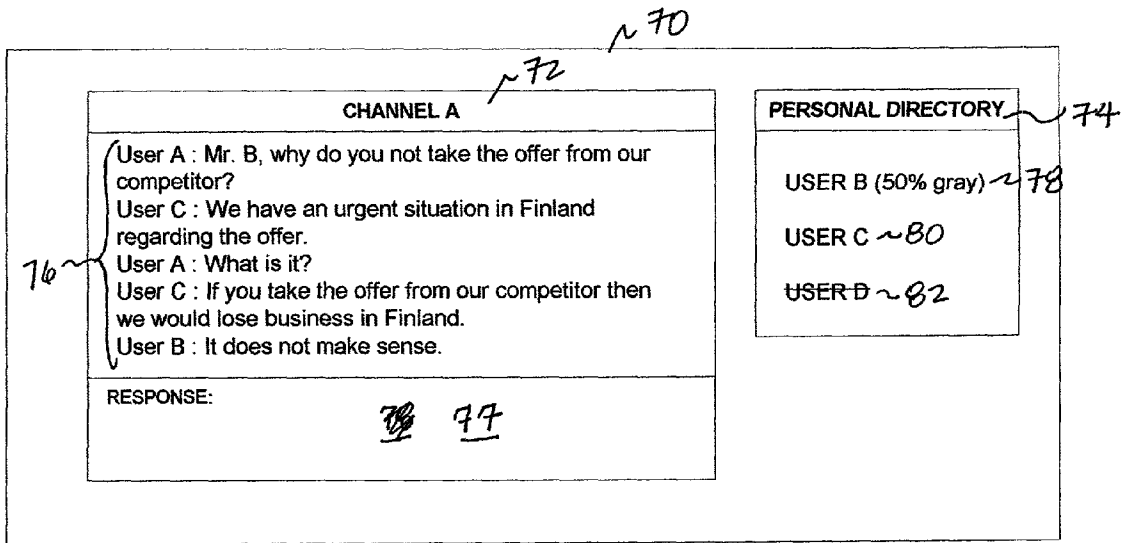 70
72
CHANNEL A
PERSONAL DIRECTORY 74
User A : Mr. B, why do you not take the offer from our
competitor?
User C : We have an urgent situation in Finland
regarding the offer.
User A : What is it?
User C : If you take the offer from our competitor then
we would lose business in Finland.
User B : It does not make sense.
76
USER B (50% gray) 78
USER C 80
USER D 82
RESPONSE:
77